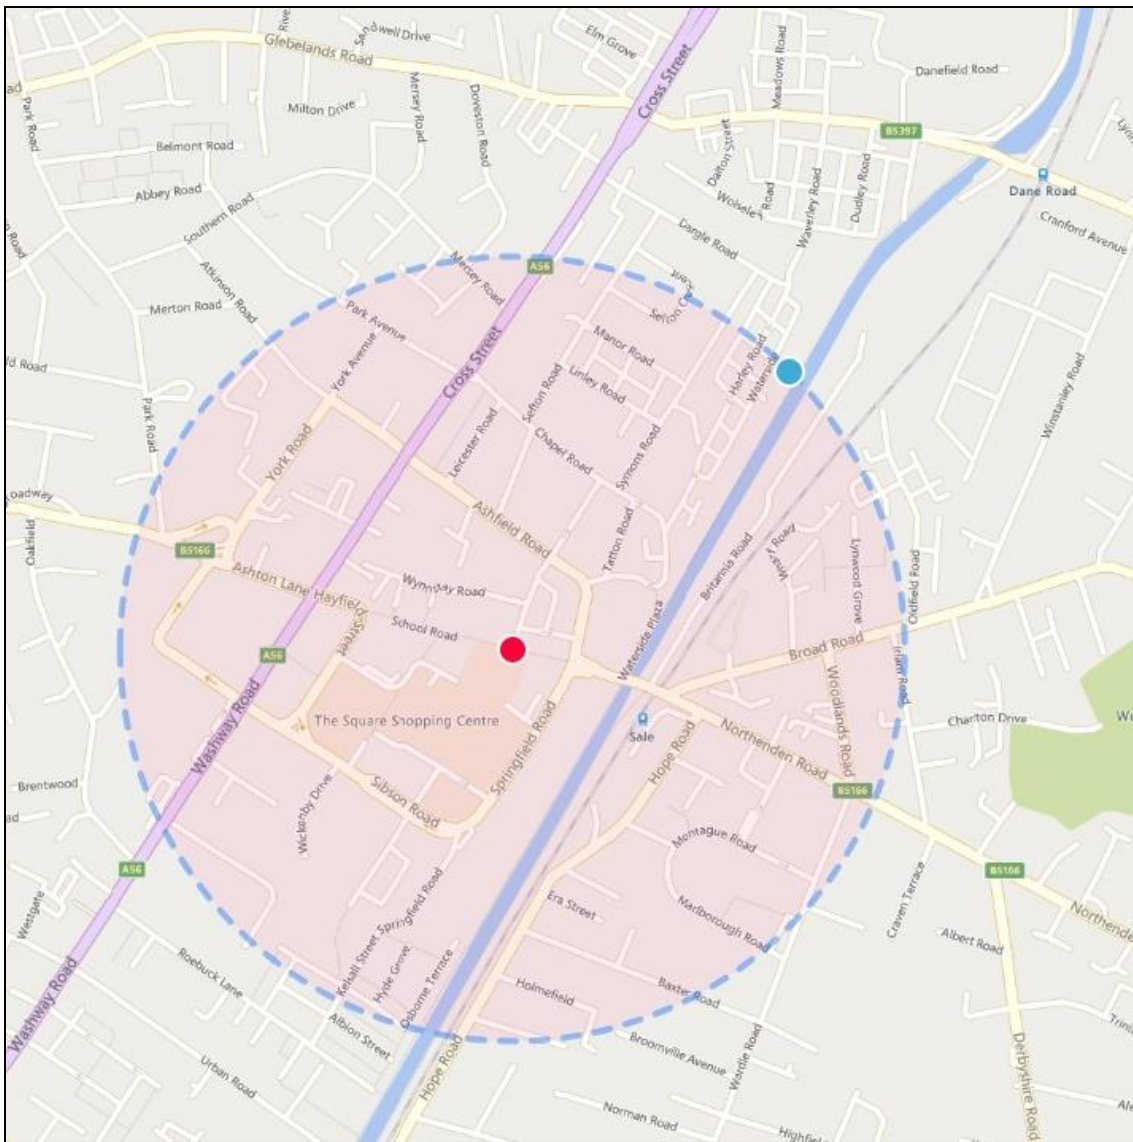 Sandwell Drive
Elm Grove
Glebelands Road
Cross Street
Meadows Road
Danefield Road
Park Road
Milton Drive
Mersey Road
Doveston Road
B5397
Belmont Road
Dalton Street
Dane Road
Abbey Road
Southern Road
Road
Waverley Road
Dudley Road
Cranford Avenue
Dargle Road
Atkinson Road
Mersey Road
A56
Merton Road
Park Avenue
Manor Road
Harley Road
Waterside
York Avenue
Cross Street
Linley Road
Sefton Road
Winstanley Road
Park Road
Leicester Road
Chapel Road
Symons Road
York Road
Oakfield
Ashfield Road
Tatton Road
B5166
Ashton Lane
Hayfield Street
Britannia Road
Lynwood Grove
Oldfield Road
School Road
Waterside Plaza
Broad Road
A56
Irlam Road
Washway Road
The Square Shopping Centre
Springfield Road
Sale
Hope Road
Northenden Road
Woodlands Road
Charlton Drive
Brentwood
Wickenby Drive
Sibson Road
B5166
Montague Road
A56
B5166
Westgate
Era Street
Marlborough Road
Craven Terrace
Albert Road
Northenden
Springfield Road
Kelsall Street
Hyde Grove
Osborne Terrace
Roebuck Lane
Holmefield
Baxter Road
Washway Road
Albion Street
Broomville Avenue
Wardle Road
Urban Road
Hope Road
Derbyshire Road
Norman Road
Highfield